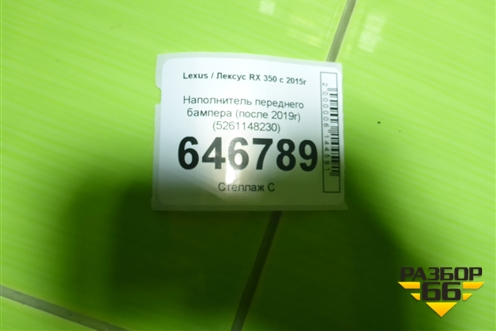 Lexus / Лексус RX 350 с 2015г
Наполнитель переднего
бампера (после 2019г)
(5261148230)
646789
Стеллаж С
РАЗБОР
66